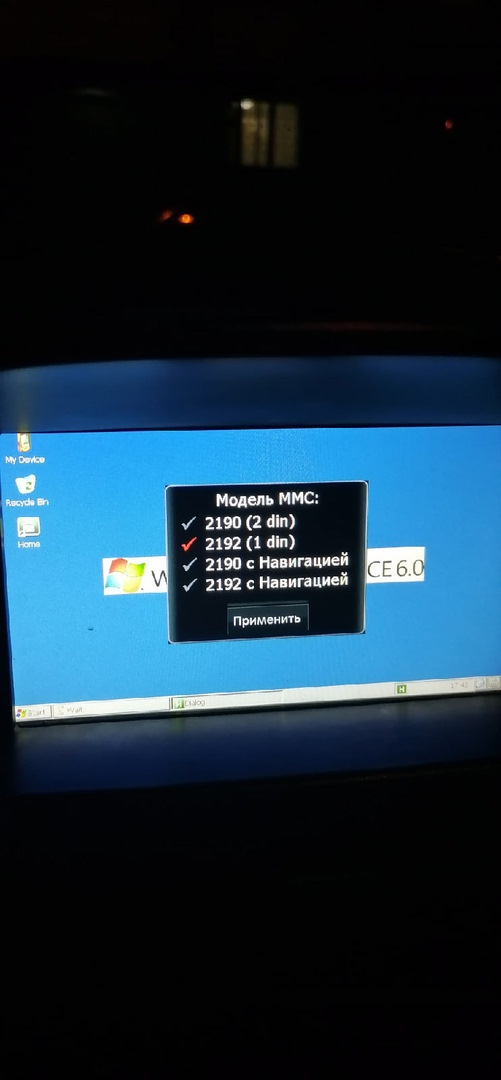 My Device
Recycle Bin
Home
Модель ММС:
2190 (2 din)
2192 (1 din)
2190 с Навигацией
2192 с Навигацией
Применить
W
CE 6.0
Start
Wait
Dialog
H